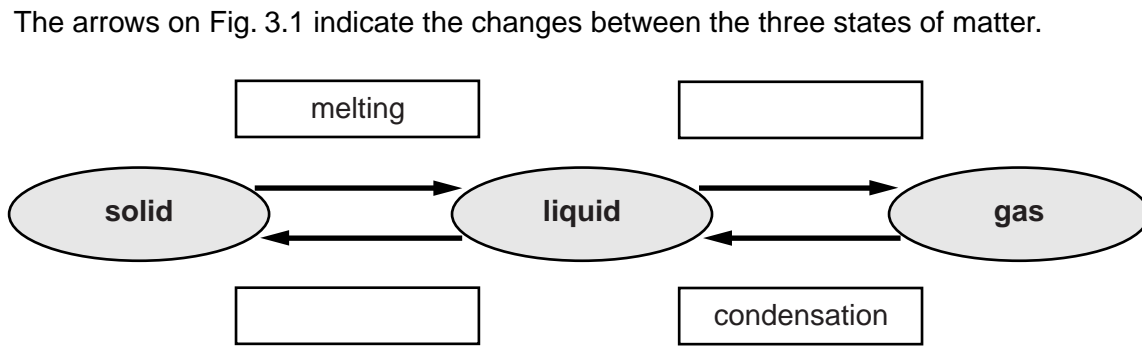 The arrows on Fig. 3.1 indicate the changes between the three states of matter.
melting
solid liquid gas
condensation